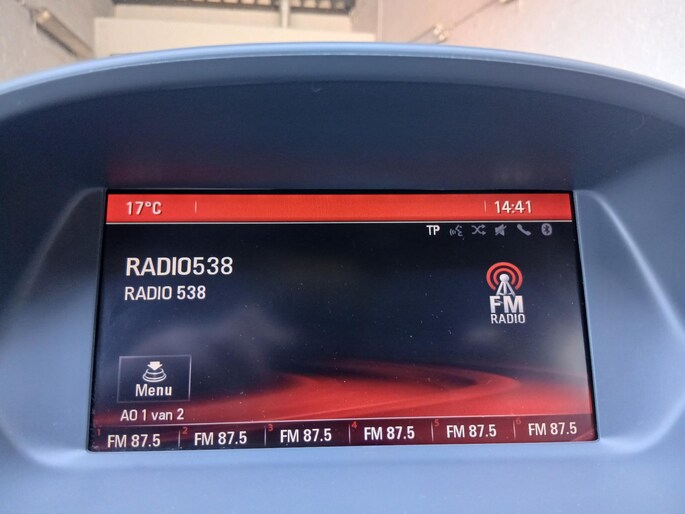 17°C 14:41
TP
RADIO538
RADIO 538
FM
RADIO
Menu
AO 1 van 2
1 FM 87.5 2 FM 87.5 3 FM 87.5 4 FM 87.5 5 FM 87.5 6 FM 87.5